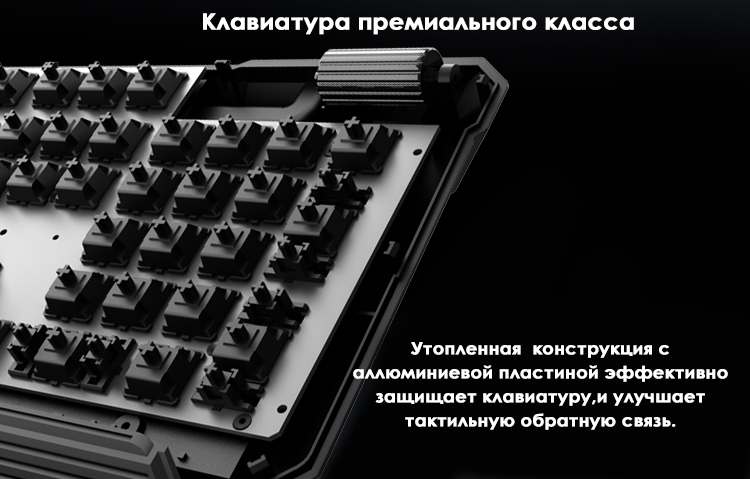 Клавиатура премиального класса
Утопленная конструкция с
аллюминиевой пластиной эффективно
защищает клавиатуру,и улучшает
тактильную обратную связь.